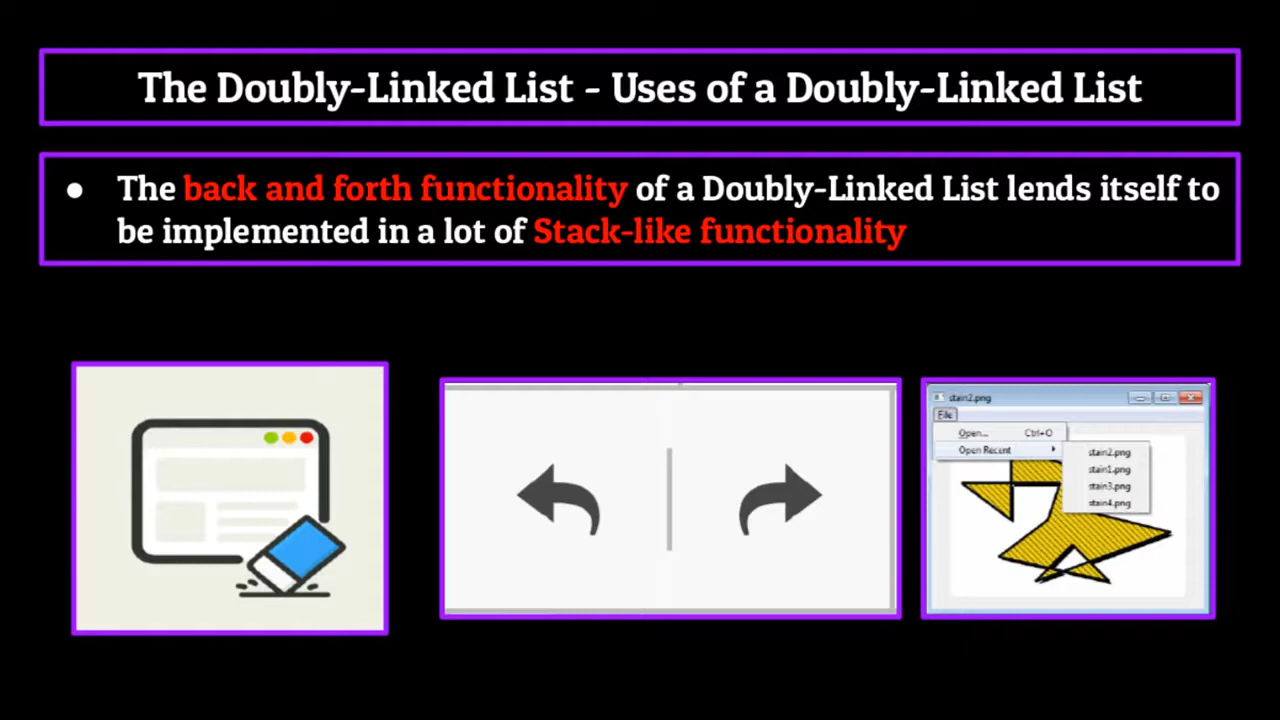 The Doubly-Linked List - Uses of a Doubly-Linked List
● The back and forth functionality of a Doubly-Linked List lends itself to
be implemented in a lot of Stack-like functionality
stain2.png
File
Open... Ctrl+O
Open Recent
stain2.png
stain1.png
stain3.png
stain4.png